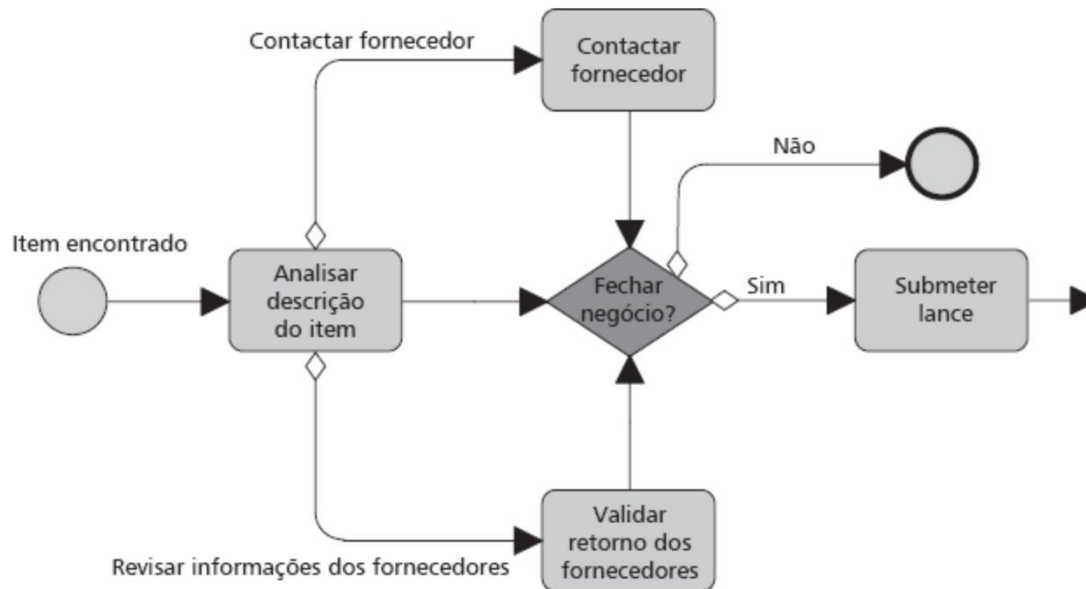 Contactar fornecedor
Contactar
fornecedor
Não
Item encontrado
Analisar
descrição
do item
Fechar
negócio?
Sim
Submeter
lance
Revisar informações dos fornecedores
Validar
retorno dos
fornecedores